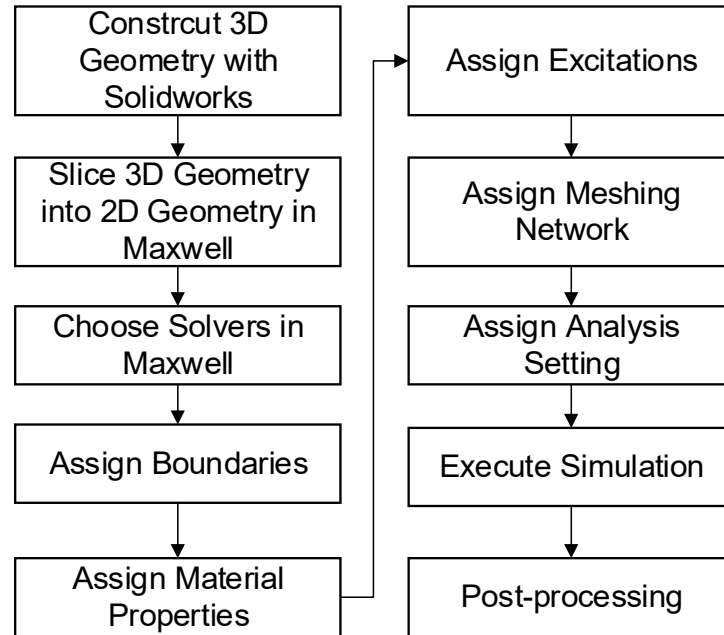 Constrcut 3D
Geometry with
Solidworks
Slice 3D Geometry
into 2D Geometry in
Maxwell
Choose Solvers in
Maxwell
Assign Boundaries
Assign Material
Properties
Assign Excitations
Assign Meshing
Network
Assign Analysis
Setting
Execute Simulation
Post-processing